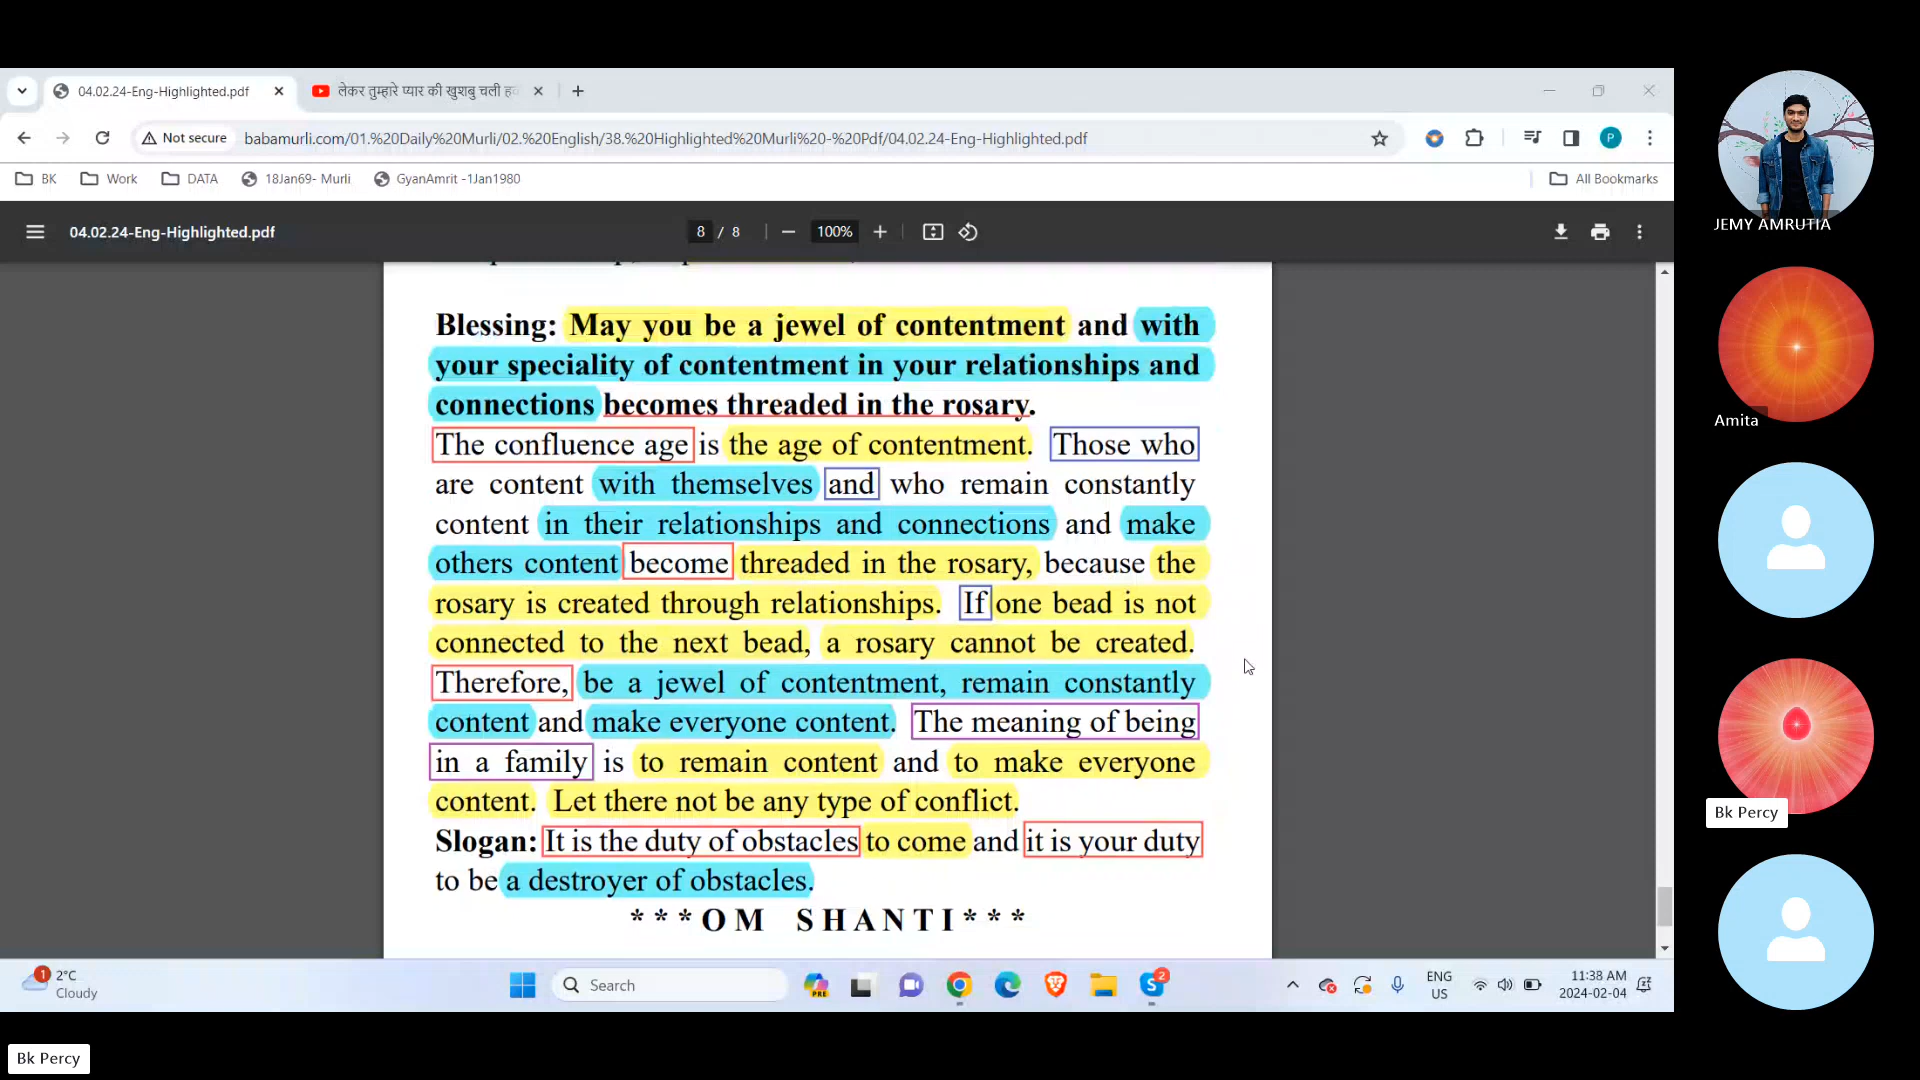 04.02.24-Eng-Highlighted.pdf
लेकर तुम्हारे प्यार की खुशबु चली
Not secure
babamurli.com/01.%20Daily%20Murli/02.%20English/38.%20Highlighted%20Murli%20-%20Pdf/04.02.24-Eng-Highlighted.pdf
P
BK
Work
DATA
18Jan69- Murli
GyanAmrit -1Jan1980
All Bookmarks
04.02.24-Eng-Highlighted.pdf
8 / 8
100%
Blessing: May you be a jewel of contentment and with
your speciality of contentment in your relationships and
connections becomes threaded in the rosary.
The confluence age is the age of contentment. Those who
are content with themselves and who remain constantly
content in their relationships and connections and make
others content become threaded in the rosary, because the
rosary is created through relationships. If one bead is not
connected to the next bead, a rosary cannot be created.
Therefore, be a jewel of contentment, remain constantly
content and make everyone content. The meaning of being
in a family is to remain content and to make everyone
content. Let there not be any type of conflict.
Slogan: It is the duty of obstacles to come and it is your duty
to be a destroyer of obstacles.
***OM SHANTI***
JEMY AMRUTIA
Amita
Bk Percy
1
2°C
Cloudy
Search
PRE
S
2
ENG
US
11:38 AM
2024-02-04
Bk Percy